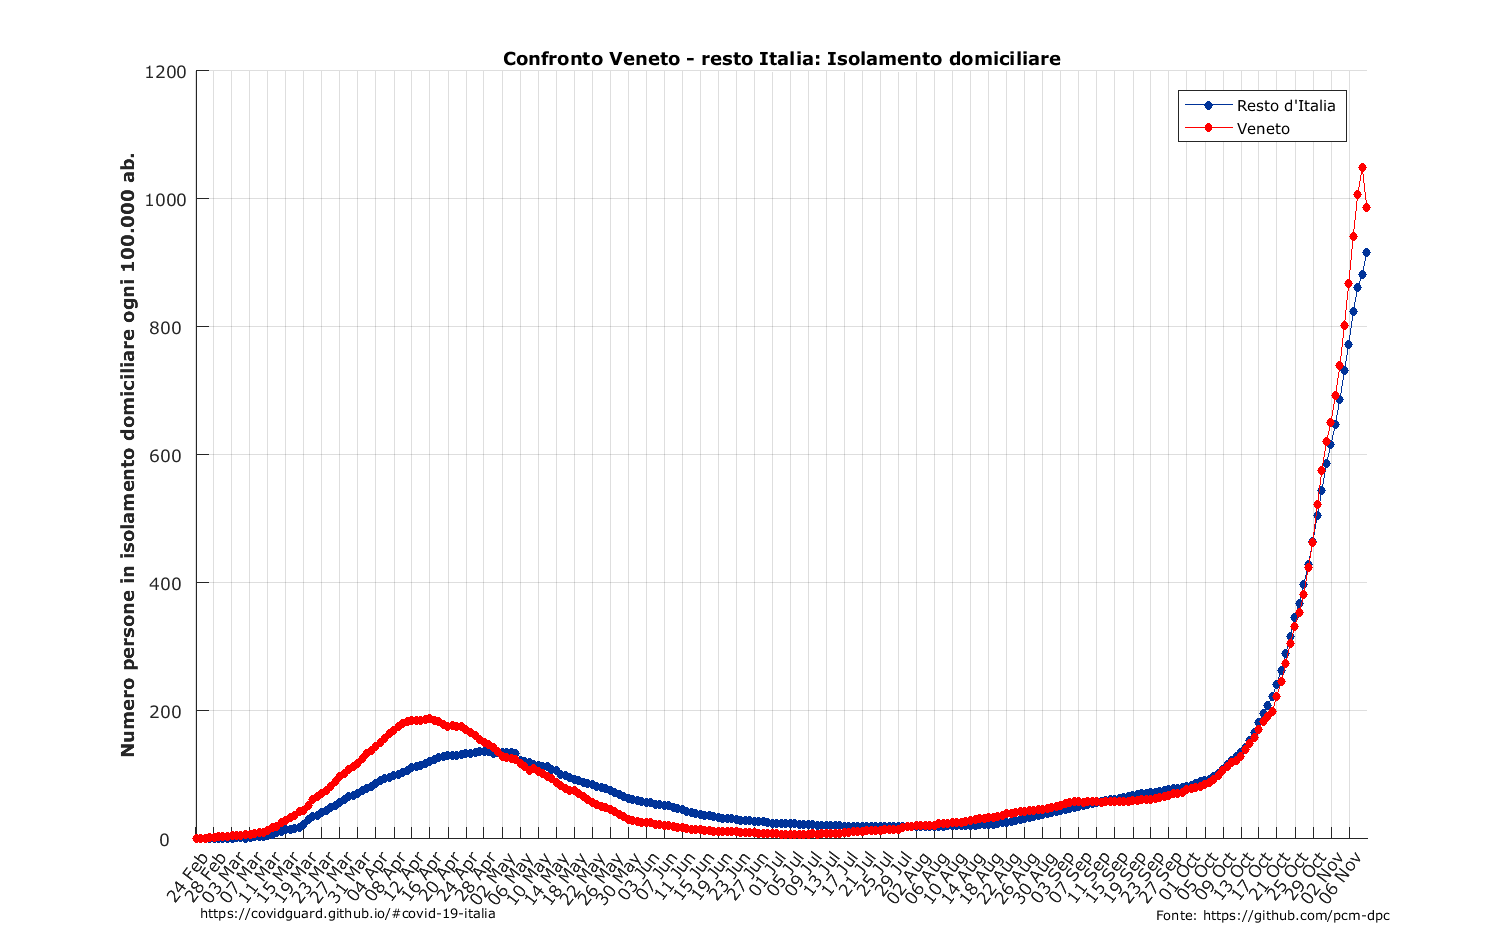 Confronto Veneto - resto Italia: Isolamento domiciliare
Resto d'Italia
Veneto
Numero persone in isolamento domiciliare ogni 100.000 ab.
1200
1000
800
600
400
200
0
24 Feb
28 Feb
03 Mar
07 Mar
11 Mar
15 Mar
19 Mar
23 Mar
27 Mar
31 Mar
04 Apr
08 Apr
12 Apr
16 Apr
20 Apr
24 Apr
28 Apr
02 May
06 May
10 May
14 May
18 May
22 May
26 May
30 May
03 Jun
07 Jun
11 Jun
15 Jun
19 Jun
23 Jun
27 Jun
01 Jul
05 Jul
09 Jul
13 Jul
17 Jul
21 Jul
25 Jul
29 Jul
02 Aug
06 Aug
10 Aug
14 Aug
18 Aug
22 Aug
26 Aug
30 Aug
03 Sep
07 Sep
11 Sep
15 Sep
19 Sep
23 Sep
27 Sep
01 Oct
05 Oct
09 Oct
13 Oct
17 Oct
21 Oct
25 Oct
29 Oct
02 Nov
06 Nov
https://covidguard.github.io/#covid-19-italia
Fonte: https://github.com/pcm-dpc